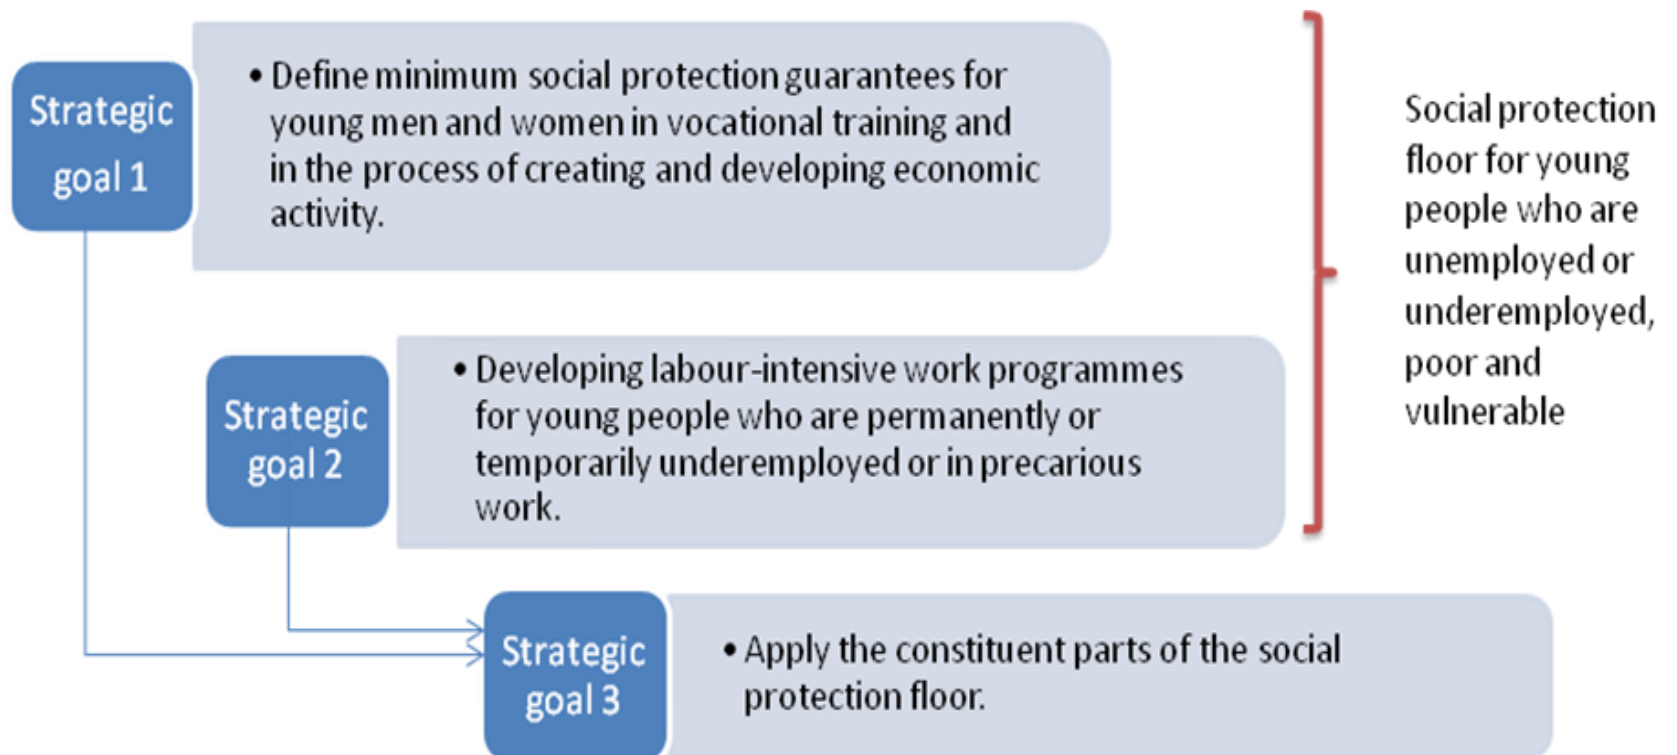 Strategic
goal 1
• Define minimum social protection guarantees for
young men and women in vocational training and
in the process of creating and developing economic
activity.
Strategic
goal 2
• Developing labour-intensive work programmes
for young people who are permanently or
temporarily underemployed or in precarious
work.
Strategic
goal 3
• Apply the constituent parts of the social
protection floor.
Social protection
floor for young
people who are
unemployed or
underemployed,
poor and
vulnerable